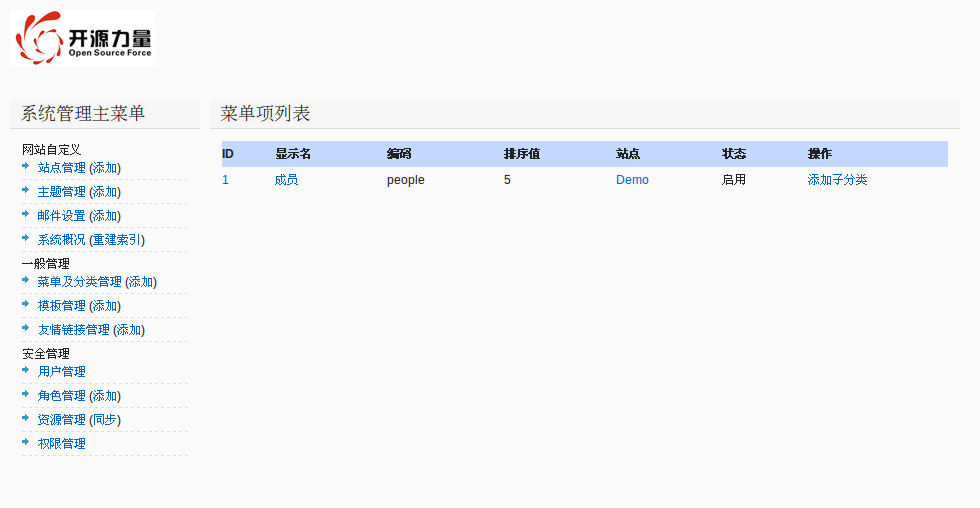 开源力量
Open Source Force
系统管理主菜单
网站自定义
站点管理 (添加)
主题管理 (添加)
邮件设置 (添加)
系统概况 (重建索引)
一般管理
菜单及分类管理 (添加)
模板管理 (添加)
友情链接管理 (添加)
安全管理
用户管理
角色管理 (添加)
资源管理 (同步)
权限管理
菜单项列表
ID 显示名 编码 排序值 站点 状态 操作
1 成员 people 5 Demo 启用 添加子分类